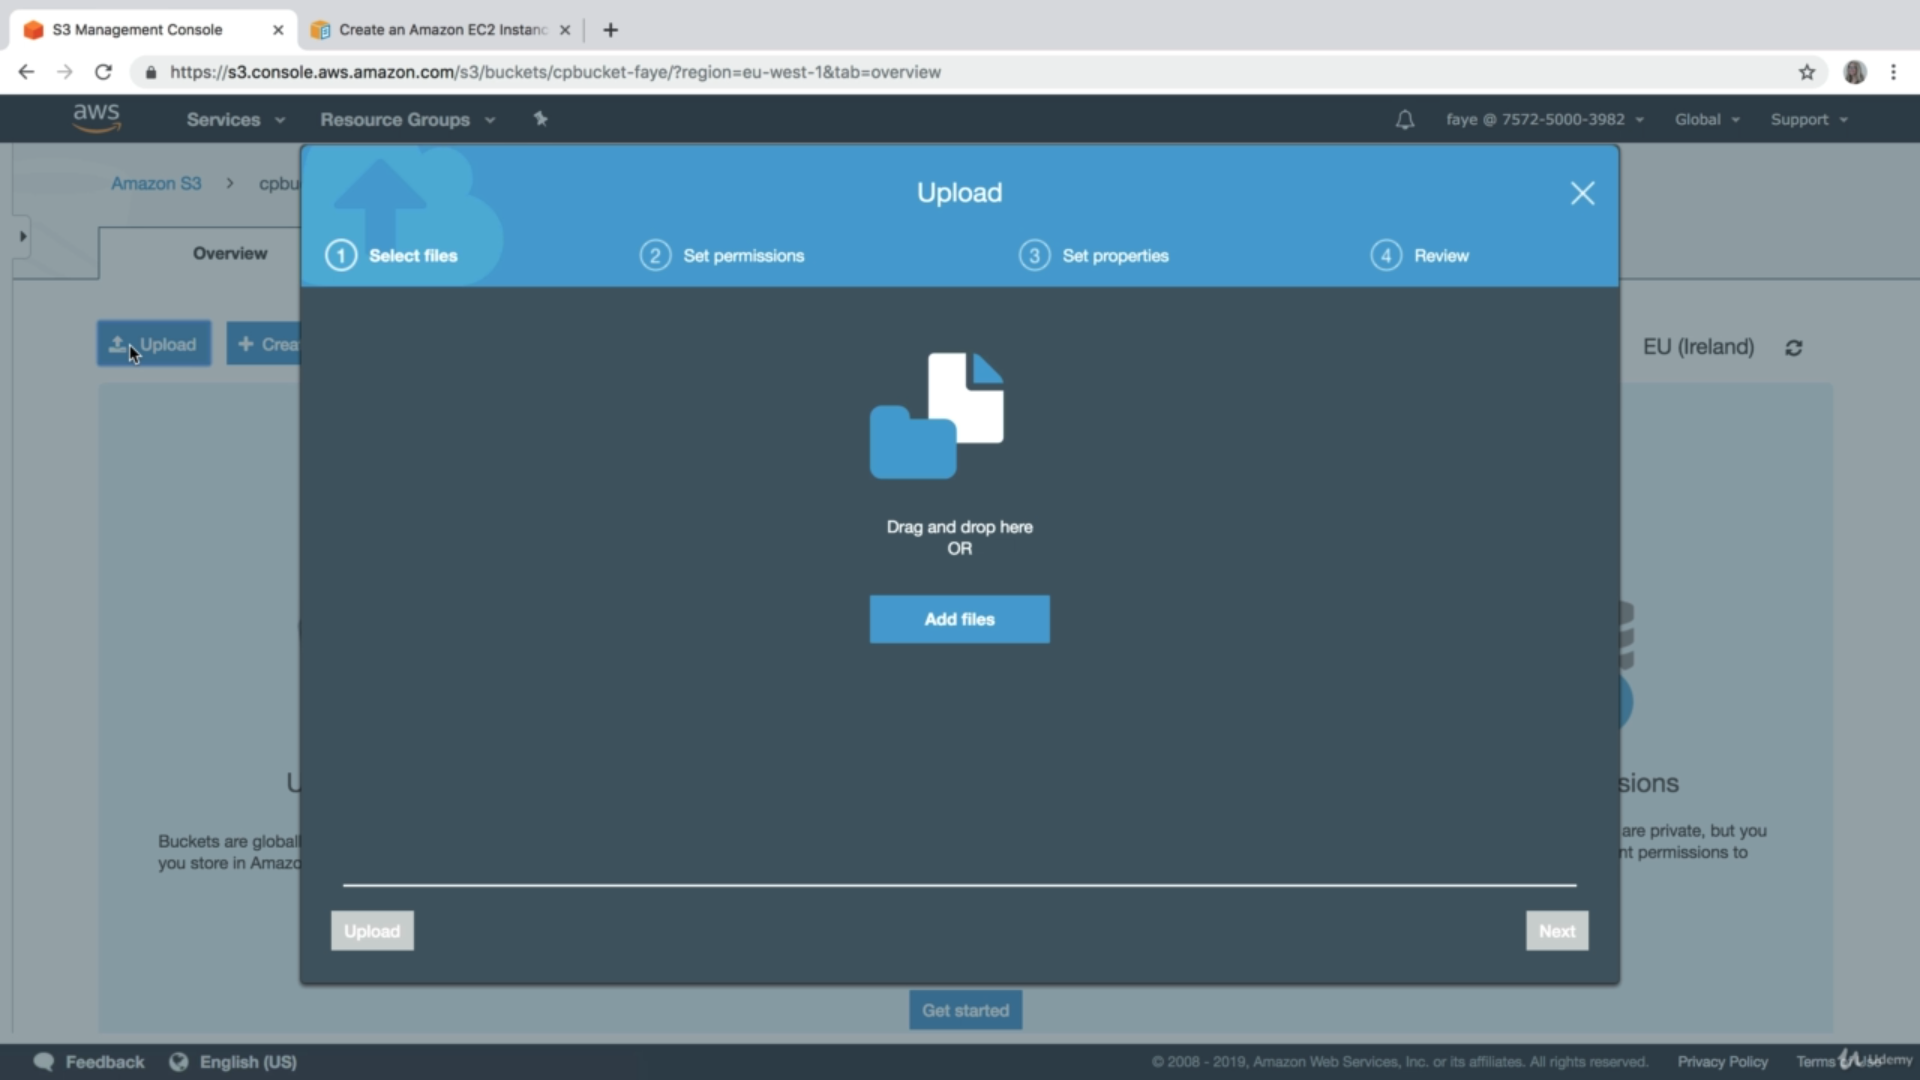 S3 Management Console
Create an Amazon EC2 Instanc
https://s3.console.aws.amazon.com/s3/buckets/cpbucket-faye/?region=eu-west-1&tab=overview
aws
Services
Resource Groups
faye @ 7572-5000-3982
Global
Support
Amazon S3
cpbu
Upload
1 Select files
2 Set permissions
3 Set properties
4 Review
Overview
Upload
+ Crea
EU (Ireland)
Drag and drop here
OR
Add files
U
sions
Buckets are globall
you store in Amazo
are private, but you
nt permissions to
Upload
Next
Get started
Feedback
English (US)
© 2008 - 2019, Amazon Web Services, Inc. or its affiliates. All rights reserved.
Privacy Policy
Terms
Udemy